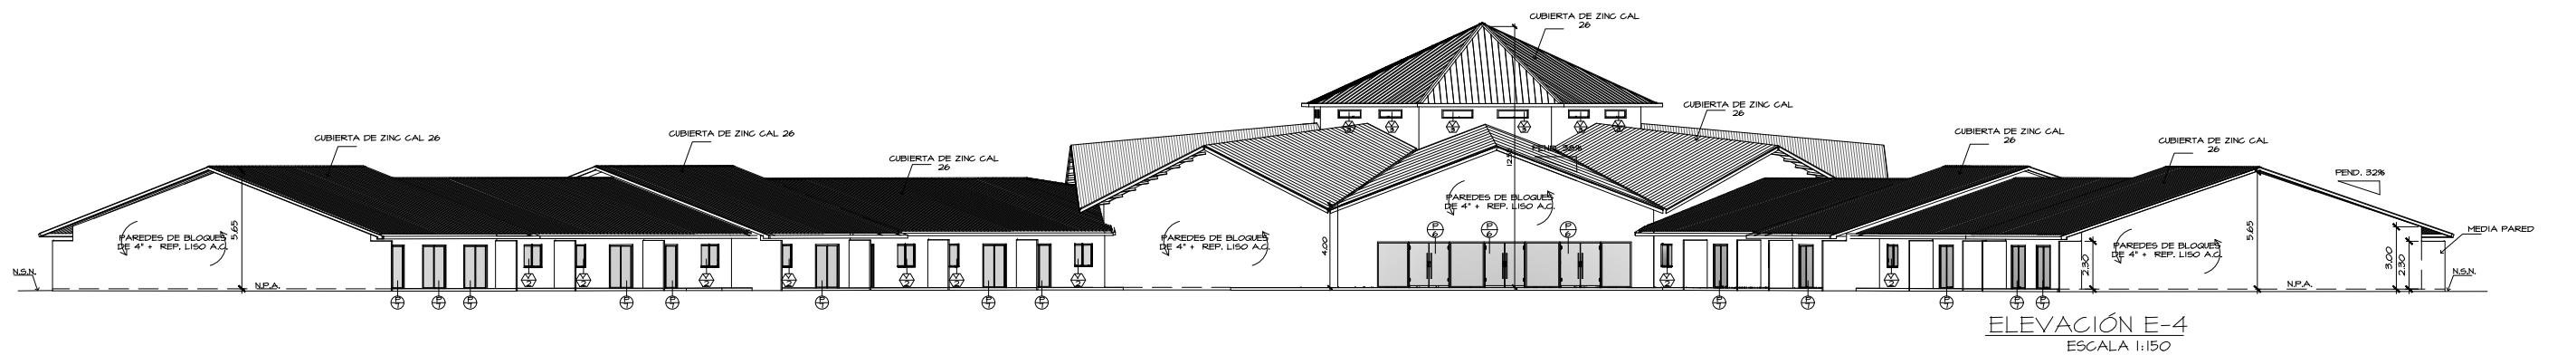 CUBIERTA DE ZINC CAL
26
CUBIERTA DE ZINC CAL
26
CUBIERTA DE ZINC CAL 26
CUBIERTA DE ZINC CAL 26
CUBIERTA DE ZINC CAL
26
CUBIERTA DE ZINC CAL
26
CUBIERTA DE ZINC CAL
26
PEND. 38%
PEND. 32%
PAREDES DE BLOQUES
DE 4" + REP. LISO A.C.
5.65
PAREDES DE BLOQUES
DE 4" + REP. LISO A.C.
4.00
PAREDES DE BLOQUES
DE 4" + REP. LISO A.C.
P
6
P
6
P
6
PAREDES DE BLOQUES
DE 4" + REP. LISO A.C.
2.30
5.65
3.00
2.30
MEDIA PARED
N.S.N.
N.P.A.
N.P.A.
N.S.N.
ELEVACIÓN E-4
ESCALA 1:150